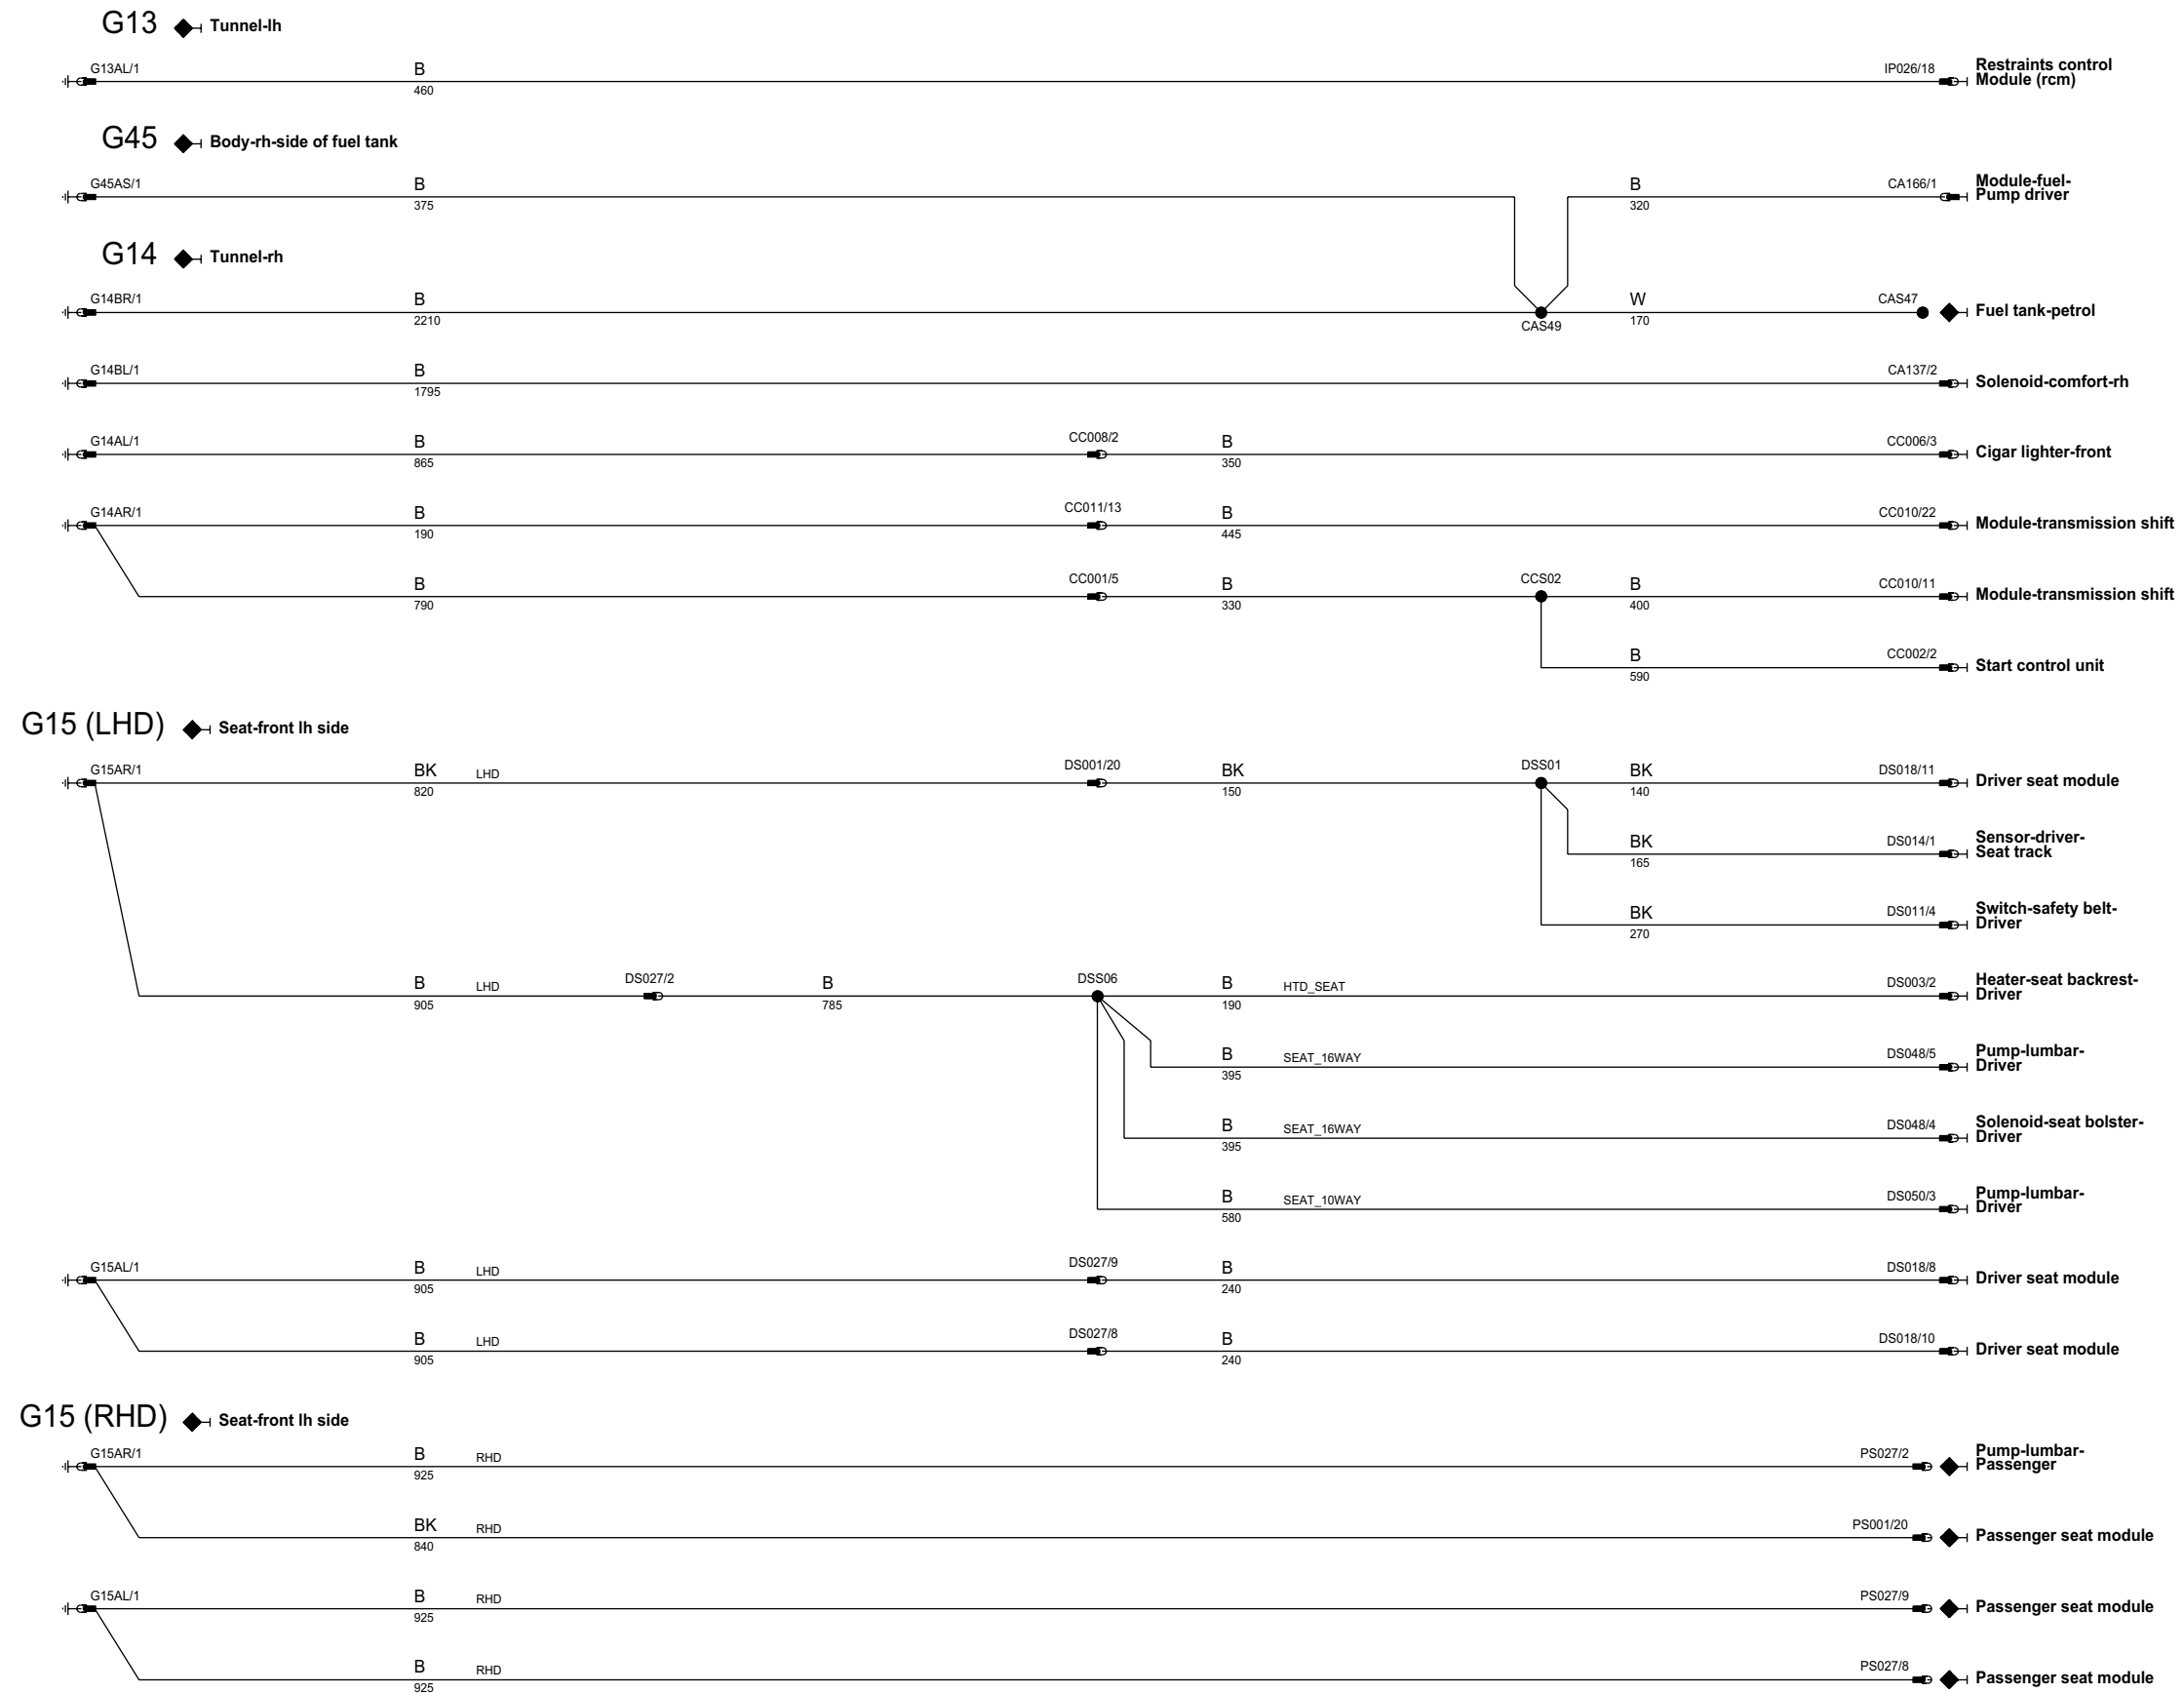 G13 Tunnel-lh
G13AL/1 B IP026/18 Restraints control
Module (rcm)
460
G45 Body-rh-side of fuel tank
G45AS/1 B B CA166/1 Module-fuel-
Pump driver
375 320
G14 Tunnel-rh
G14BR/1 B W CAS47 Fuel tank-petrol
2210 CAS49 170
G14BL/1 B CA137/2 Solenoid-comfort-rh
1795
G14AL/1 B CC008/2 B CC006/3 Cigar lighter-front
865 350
G14AR/1 B CC011/13 B CC010/22 Module-transmission shift
190 445
B CC001/5 B CCS02 B CC010/11 Module-transmission shift
790 330 400
B CC002/2 Start control unit
590
G15 (LHD) Seat-front lh side
G15AR/1 BK LHD DS001/20 BK DSS01 BK DS018/11 Driver seat module
820 150 140
BK DS014/1 Sensor-driver-
Seat track
165
BK DS011/4 Switch-safety belt-
Driver
270
B LHD DS027/2 B DSS06 B HTD_SEAT DS003/2 Heater-seat backrest-
Driver
905 785 190
B SEAT_16WAY DS048/5 Pump-lumbar-
Driver
395
B SEAT_16WAY DS048/4 Solenoid-seat bolster-
Driver
395
B SEAT_10WAY DS050/3 Pump-lumbar-
Driver
580
G15AL/1 B LHD DS027/9 B DS018/8 Driver seat module
905 240
B LHD DS027/8 B DS018/10 Driver seat module
905 240
G15 (RHD) Seat-front lh side
G15AR/1 B RHD PS027/2 Pump-lumbar-
Passenger
925
BK RHD PS001/20 Passenger seat module
840
G15AL/1 B RHD PS027/9 Passenger seat module
925
B RHD PS027/8 Passenger seat module
925